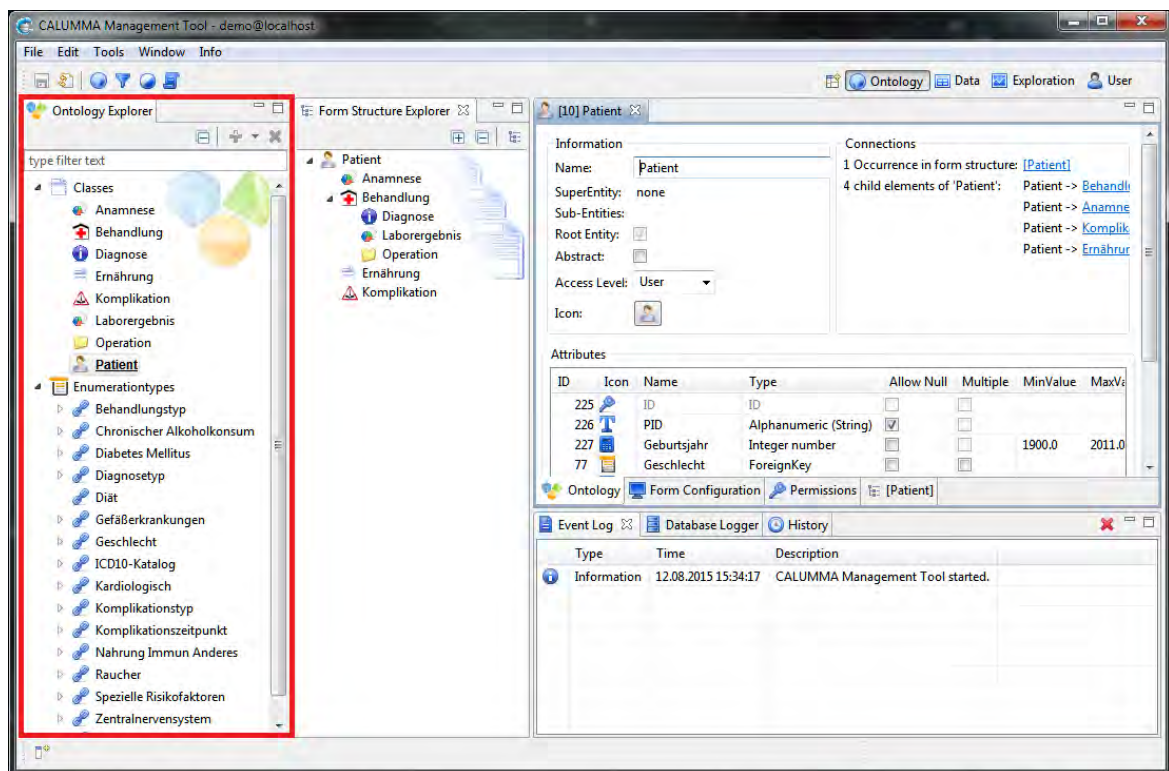 CALUMMA Management Tool - demo@localhost
File Edit Tools Window Info
Ontology Data Exploration User
Ontology Explorer
type filter text
Classes
Anamnese
Behandlung
Diagnose
Ernährung
Komplikation
Laborergebnis
Operation
Patient
Enumerationtypes
Behandlungstyp
Chronischer Alkoholkonsum
Diabetes Mellitus
Diagnosetyp
Diät
Gefäßerkrankungen
Geschlecht
ICD10-Katalog
Kardiologisch
Komplikationstyp
Komplikationszeitpunkt
Nahrung Immun Anderes
Raucher
Spezielle Risikofaktoren
Zentralnervensystem
Form Structure Explorer
Patient
Anamnese
Behandlung
Diagnose
Laborergebnis
Operation
Ernährung
Komplikation
[10] Patient
Information
Name: Patient
SuperEntity: none
Sub-Entities:
Root Entity:
Abstract:
Access Level: User
Icon:
Connections
1 Occurrence in form structure: [Patient]
4 child elements of 'Patient': Patient -> Behandl
Patient -> Anamne
Patient -> Komplik
Patient -> Ernährur
Attributes
ID Icon Name Type Allow Null Multiple MinValue MaxVa
225 ID ID
226 PID Alphanumeric (String)
227 Geburtsjahr Integer number 1900.0 2011.0
77 Geschlecht ForeignKey
Ontology Form Configuration Permissions [Patient]
Event Log Database Logger History
Type Time Description
Information 12.08.2015 15:34:17 CALUMMA Management Tool started.